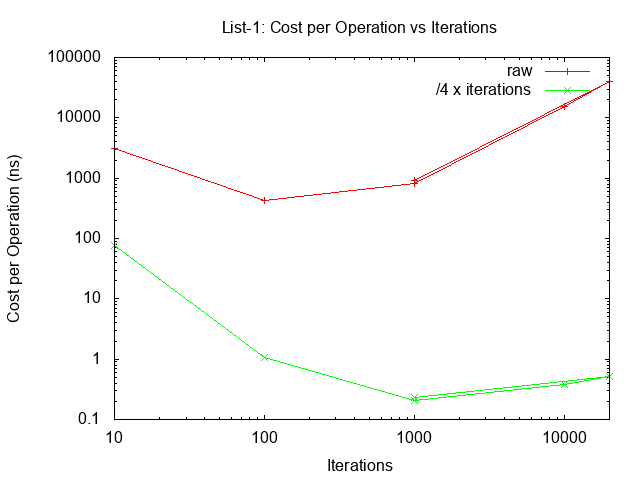 List-1: Cost per Operation vs Iterations
100000
10000
1000
100
10
1
0.1
Cost per Operation (ns)
raw
/4 x iterations
10
100
1000
10000
Iterations